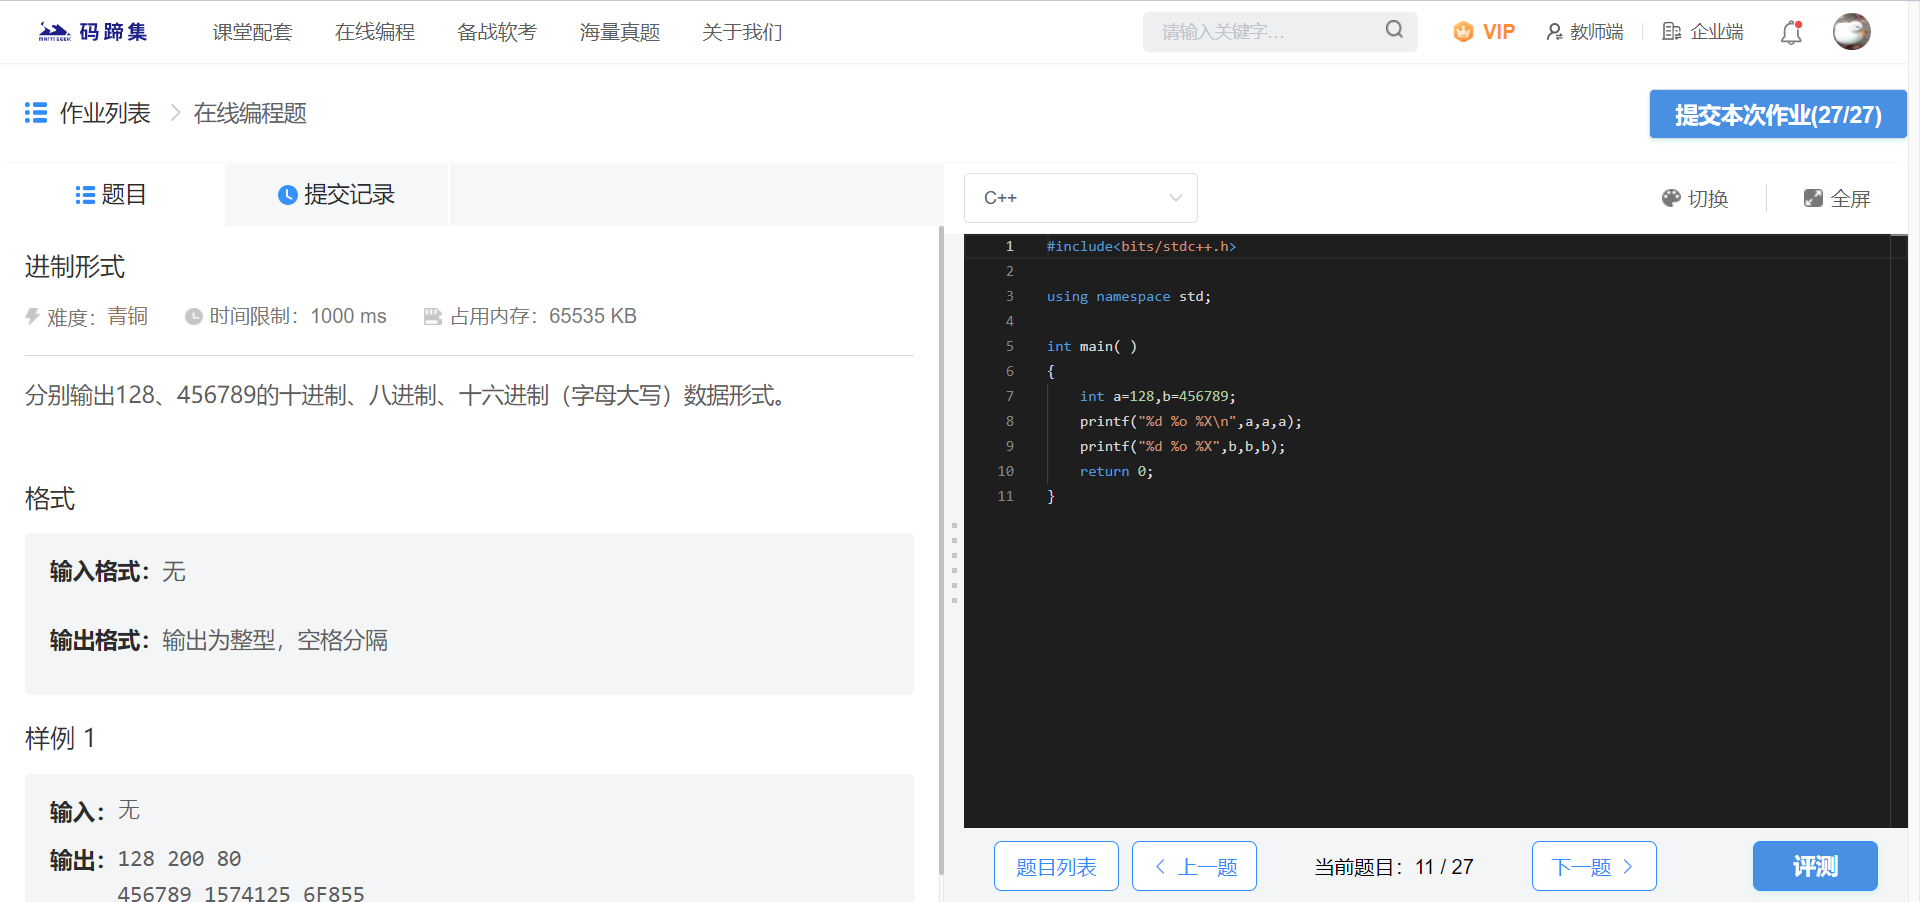 MAITI GEEK 码蹄集 课堂配套 在线编程 备战软考 海量真题 关于我们 请输入关键字... VIP 教师端 企业端
作业列表 > 在线编程题 提交本次作业(27/27)
题目 提交记录
进制形式
难度：青铜 时间限制：1000 ms 占用内存：65535 KB
分别输出128、456789的十进制、八进制、十六进制（字母大写）数据形式。
格式
输入格式：无
输出格式：输出为整型，空格分隔
样例 1
输入：无
输出：128 200 80
456789 1574125 6F855
C++ 切换 全屏
1 #include<bits/stdc++.h>
2
3 using namespace std;
4
5 int main( )
6 {
7 int a=128,b=456789;
8 printf("%d %o %X\n",a,a,a);
9 printf("%d %o %X",b,b,b);
10 return 0;
11 }
题目列表 < 上一题 当前题目：11 / 27 下一题 > 评测